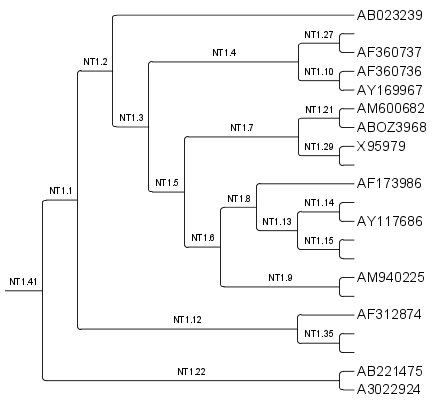 AB023239
NT1.27
NT1.4
AF360737
NT1.2
AF360736
NT1.10
AY169967
AM600682
NT1.21
NT1.3
ABOZ3968
NT1.7
X95979
NT1.29
AF173986
NT1.5
NT1.1
NT1.8
NT1.14
NT1.13
AY117686
NT1.6
NT1.15
AM940225
NT1.9
NT1.41
AF312874
NT1.12
NT1.35
AB221475
NT1.22
A3022924